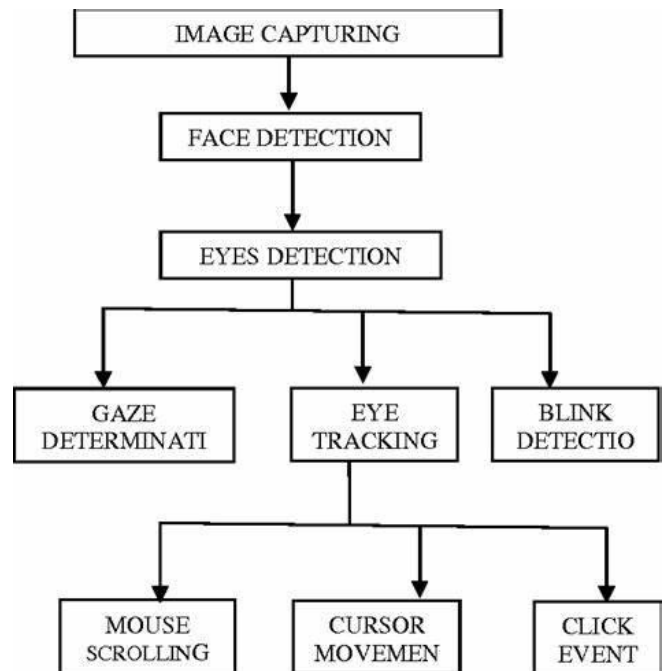 IMAGE CAPTURING
FACE DETECTION
EYES DETECTION
GAZE
DETERMINATI
EYE
TRACKING
BLINK
DETECTIO
MOUSE
SCROLLING
CURSOR
MOVEMEN
CLICK
EVENT